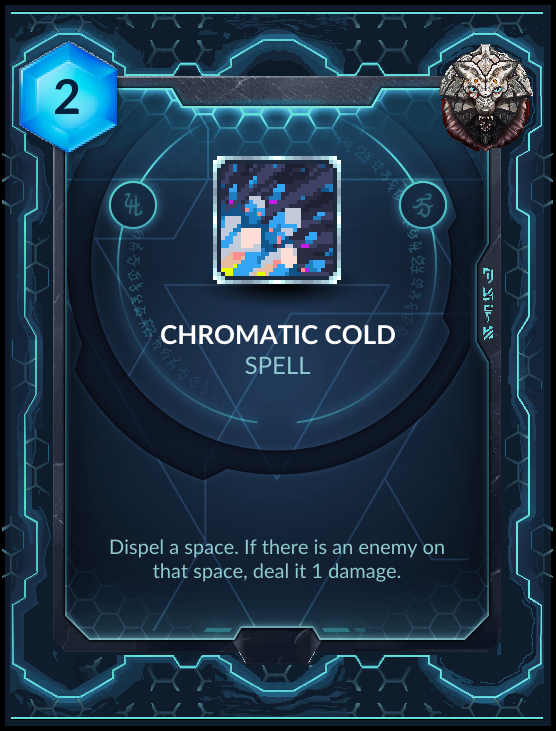 2
CHROMATIC COLD
SPELL
Dispel a space. If there is an enemy on
that space, deal it 1 damage.